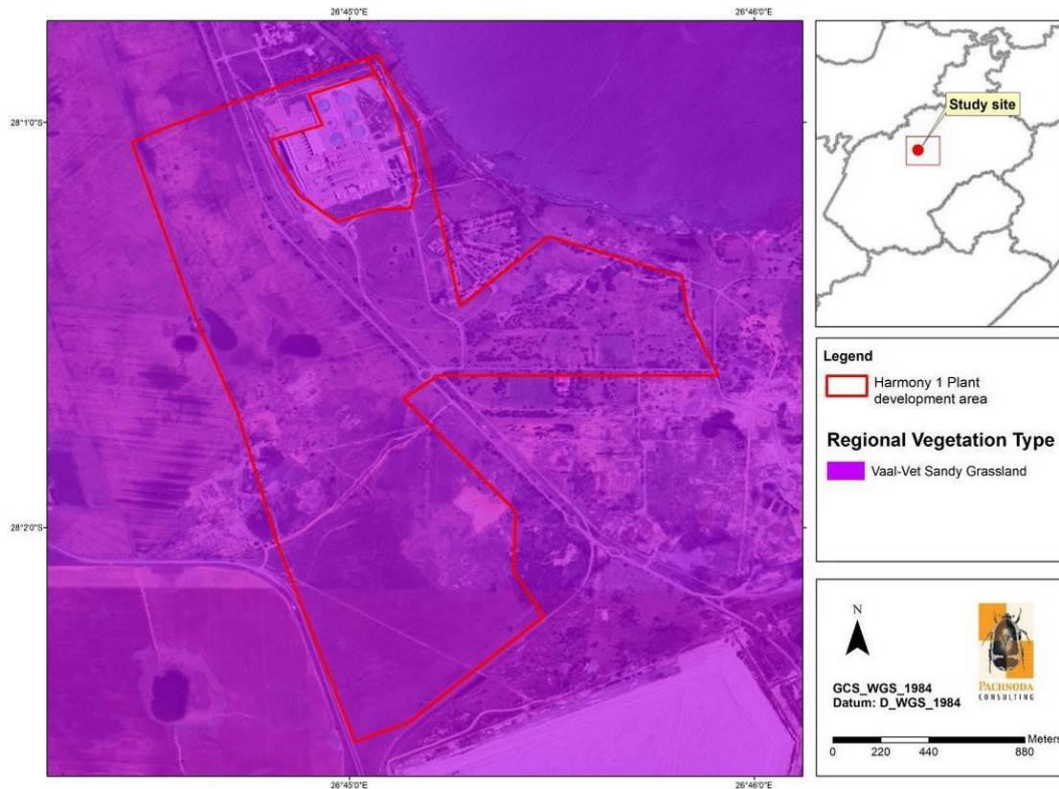 26°45'0"E
26°46'0"E
28°1'0"S
28°2'0"S
26°45'0"E
26°46'0"E
Study site
Legend
Harmony 1 Plant
development area
Regional Vegetation Type
Vaal-Vet Sandy Grassland
N
PACHNODA
CONSULTING
GCS_WGS_1984
Datum: D_WGS_1984
Meters
0 220 440 880